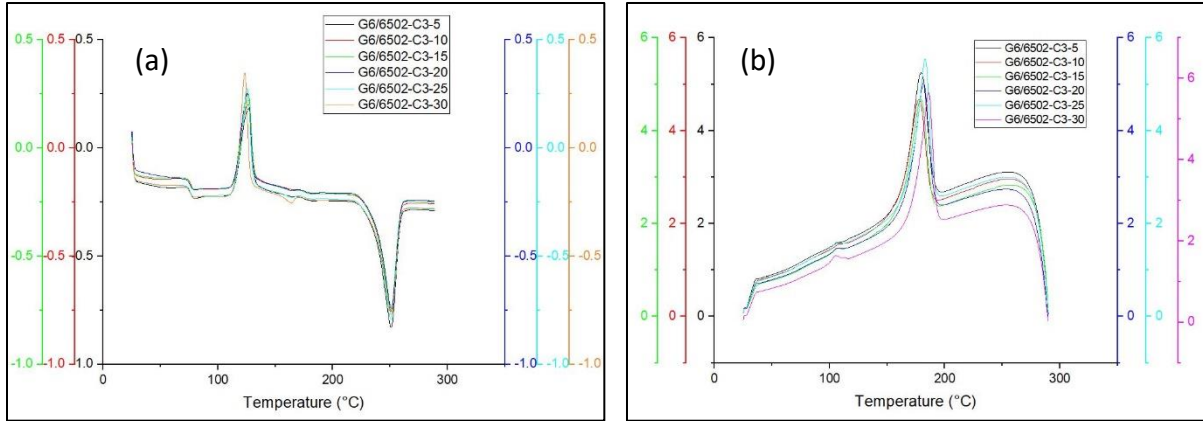 (a)
G6/6502-C3-5
G6/6502-C3-10
G6/6502-C3-15
G6/6502-C3-20
G6/6502-C3-25
G6/6502-C3-30
0.5 0.5 0.5 0.5 0.5
0.0 0.0 0.0 0.0 0.0 0.0
-0.5 -0.5 -0.5 -0.5 -0.5 -0.5
-1.0 -1.0 -1.0 -1.0 -1.0 -1.0
0 100 200 300
Temperature (°C)
(b)
G6/6502-C3-5
G6/6502-C3-10
G6/6502-C3-15
G6/6502-C3-20
G6/6502-C3-25
G6/6502-C3-30
6 6 6 6 6 6
4 4 4 4 4 4
2 2 2 2 2 2
0 0 0 0 0 0
0 100 200 300
Temperature (°C)